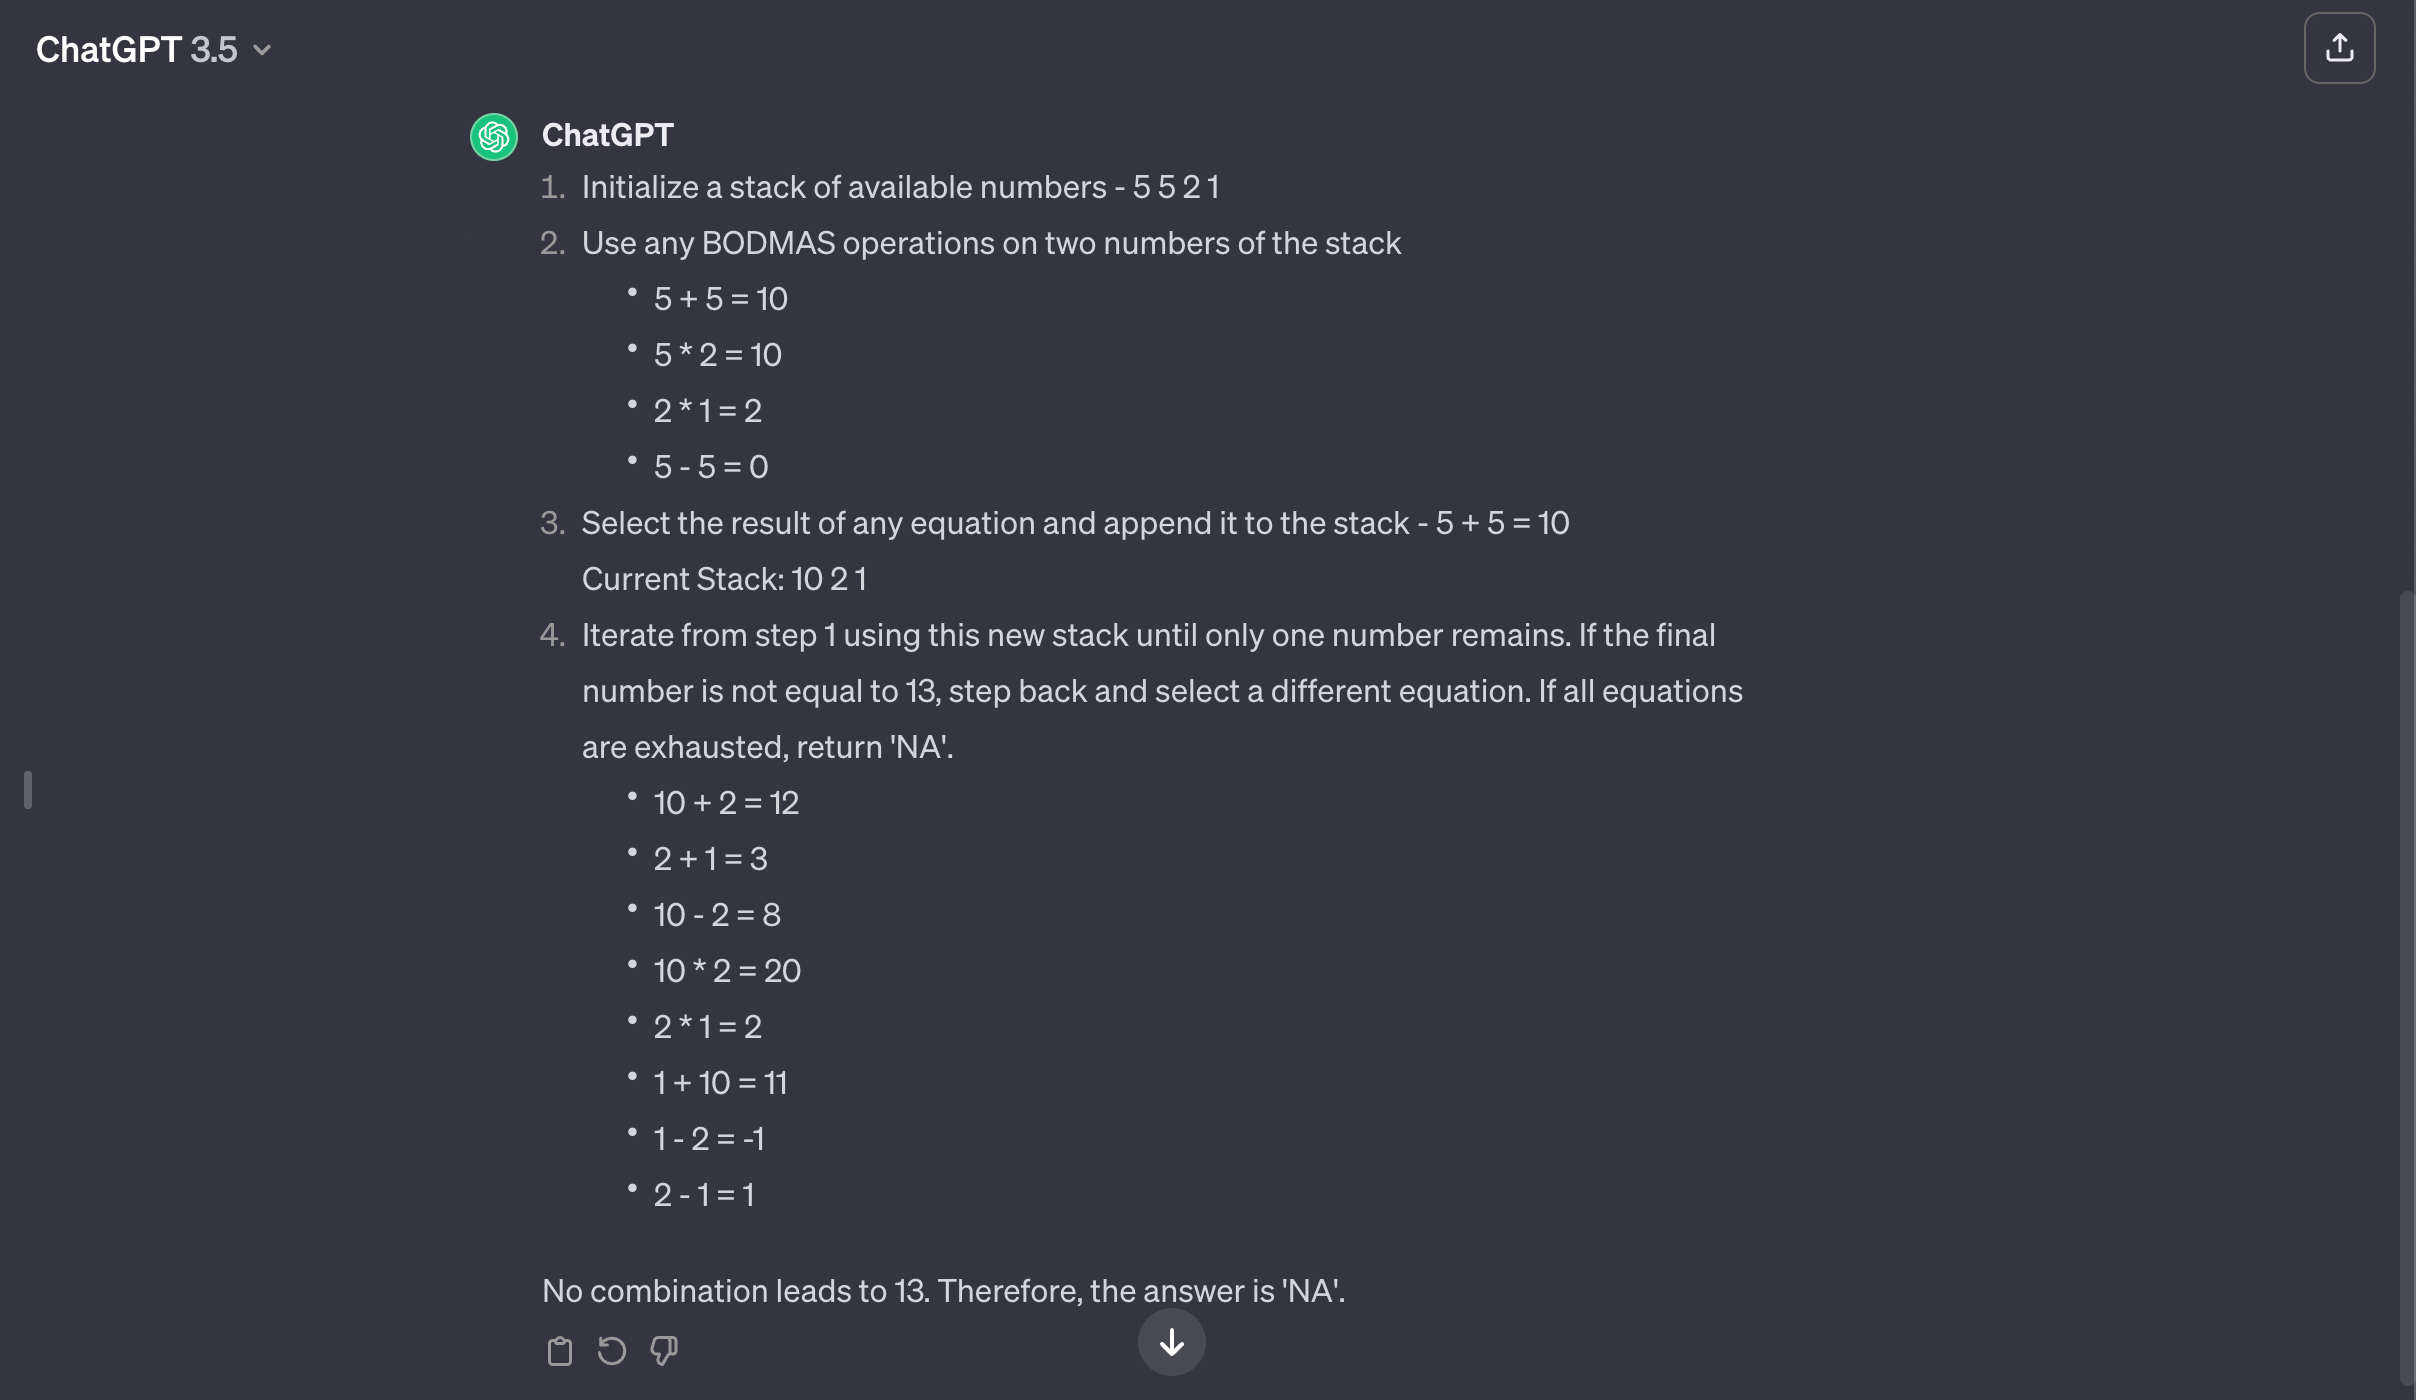 ChatGPT 3.5
ChatGPT
1. Initialize a stack of available numbers - 5 5 2 1
2. Use any BODMAS operations on two numbers of the stack
• 5 + 5 = 10
• 5 * 2 = 10
• 2 * 1 = 2
• 5 - 5 = 0
3. Select the result of any equation and append it to the stack - 5 + 5 = 10
Current Stack: 10 2 1
4. Iterate from step 1 using this new stack until only one number remains. If the final
number is not equal to 13, step back and select a different equation. If all equations
are exhausted, return 'NA'.
• 10 + 2 = 12
• 2 + 1 = 3
• 10 - 2 = 8
• 10 * 2 = 20
• 2 * 1 = 2
• 1 + 10 = 11
• 1 - 2 = -1
• 2 - 1 = 1
No combination leads to 13. Therefore, the answer is 'NA'.